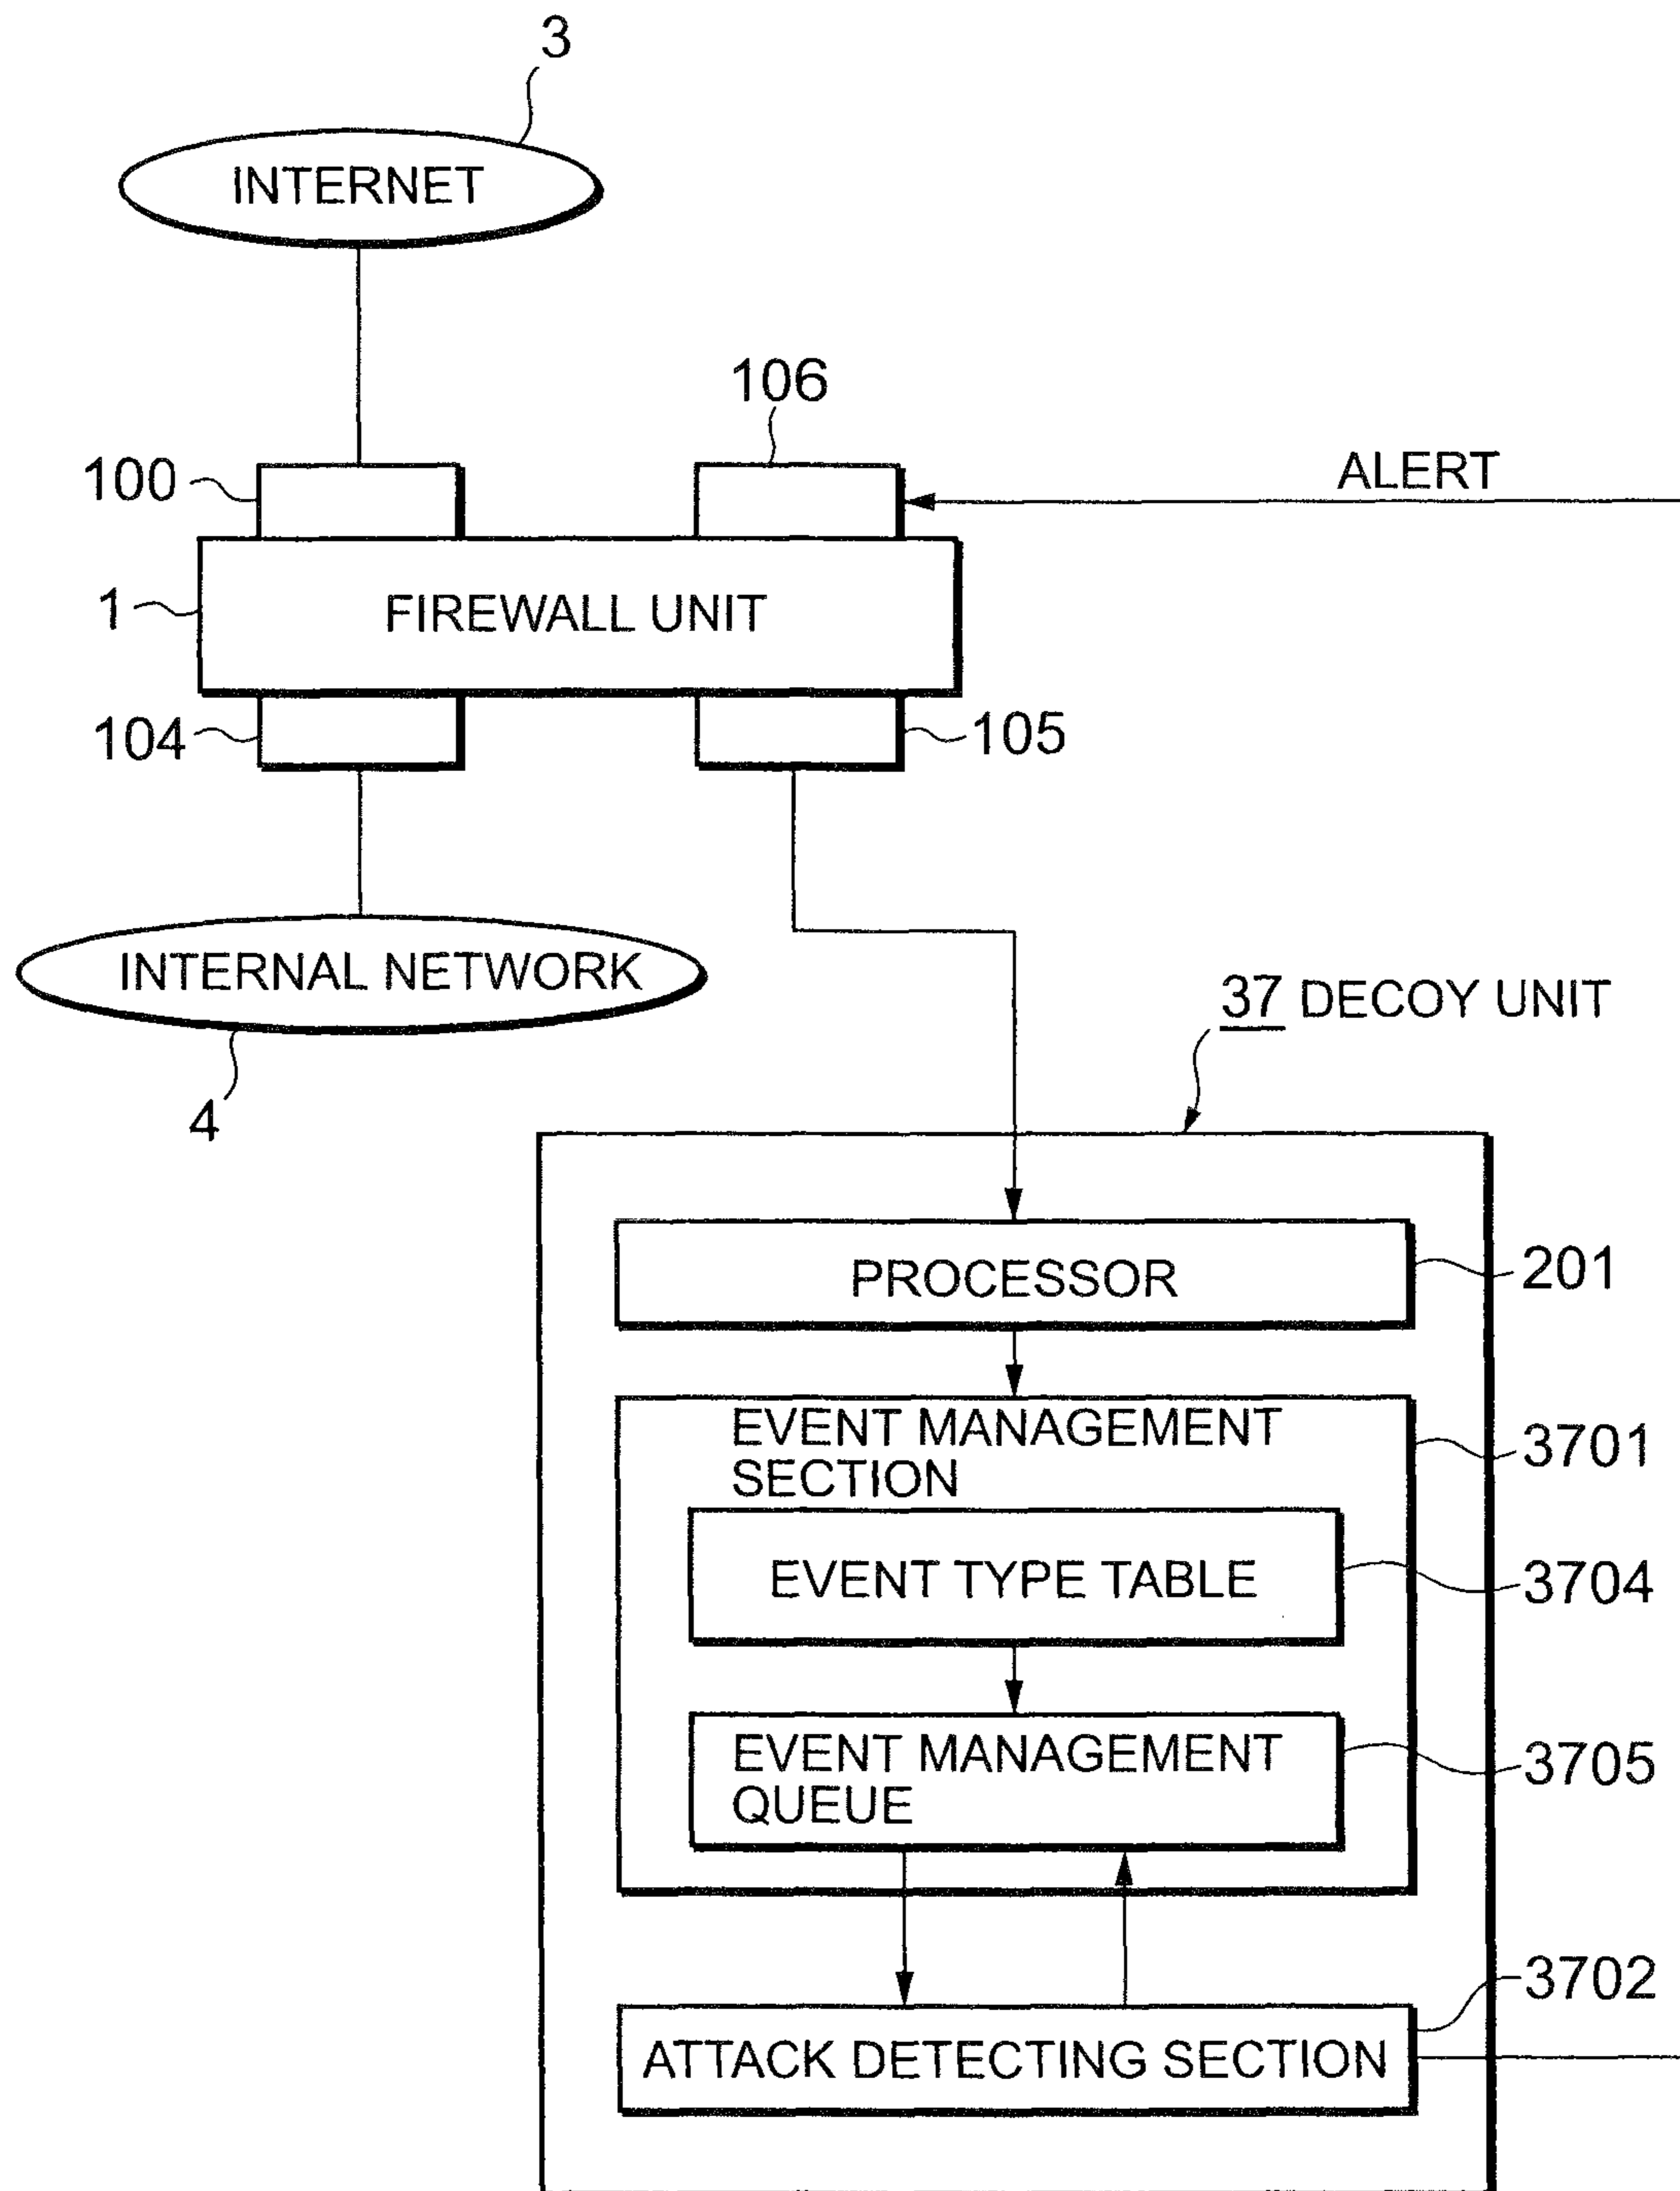 3
INTERNET
106
100
ALERT
1
FIREWALL UNIT
104
105
INTERNAL NETWORK
37 DECOY UNIT
4
PROCESSOR
201
EVENT MANAGEMENT
SECTION
3701
EVENT TYPE TABLE
3704
EVENT MANAGEMENT
QUEUE
3705
3702
ATTACK DETECTING SECTION